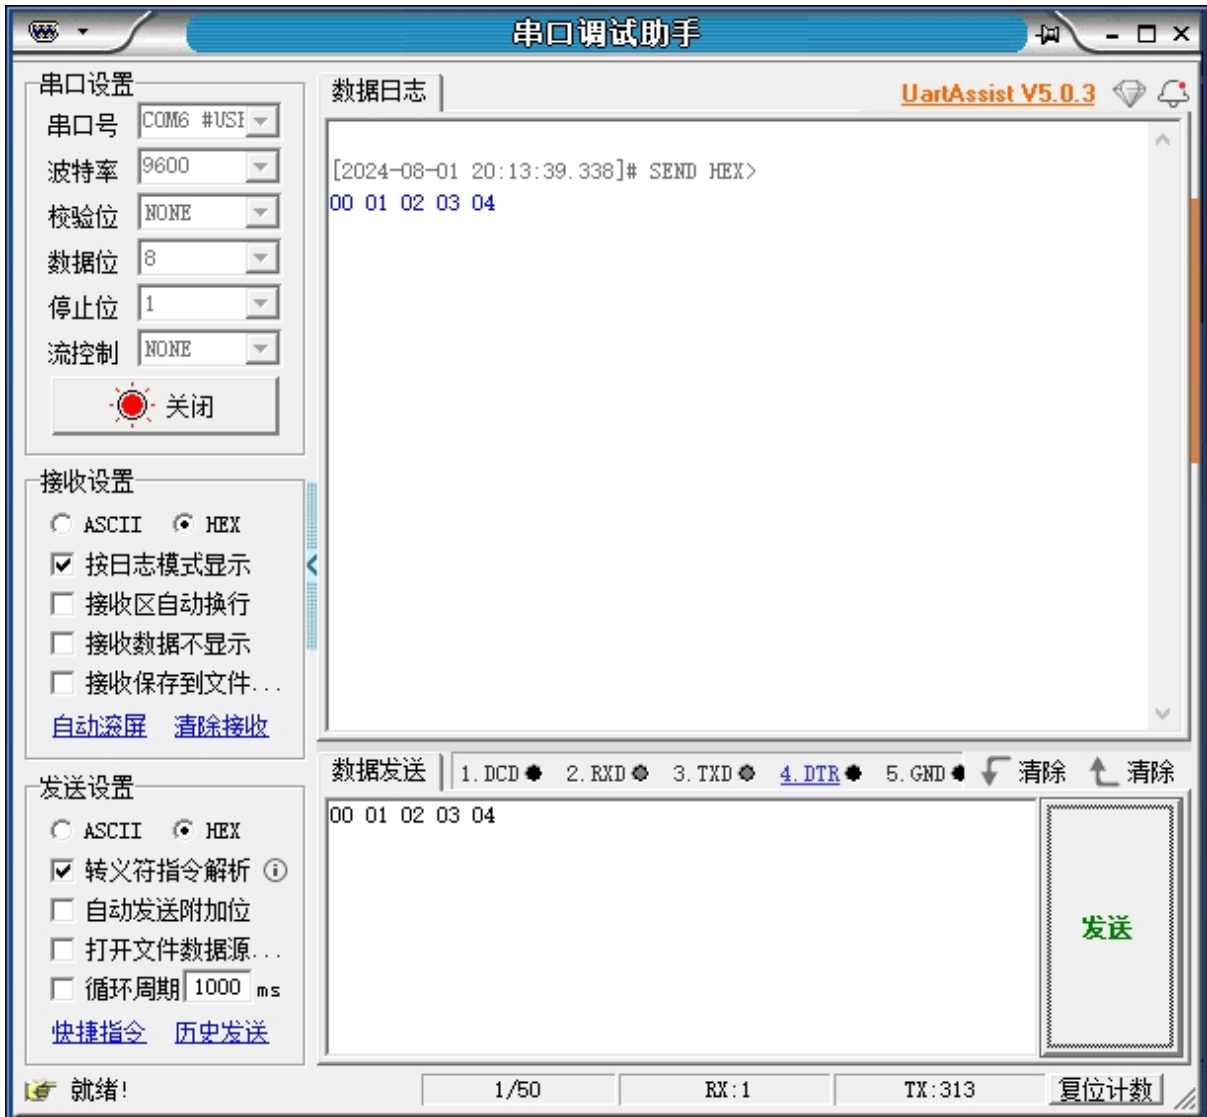 串口调试助手
串口设置
串口号 COM6 #USI
波特率 9600
校验位 NONE
数据位 8
停止位 1
流控制 NONE
关闭
接收设置
ASCII HEX
按日志模式显示
接收区自动换行
接收数据不显示
接收保存到文件...
自动滚屏 清除接收
发送设置
ASCII HEX
转义符指令解析
自动发送附加位
打开文件数据源...
循环周期 1000 ms
快捷指令 历史发送
数据日志 UartAssist V5.0.3
[2024-08-01 20:13:39.338]# SEND HEX>
00 01 02 03 04
数据发送 1.DCD 2.RXD 3.TXD 4.DTR 5.GND 清除 清除
00 01 02 03 04
发送
就绪! 1/50 RX:1 TX:313 复位计数